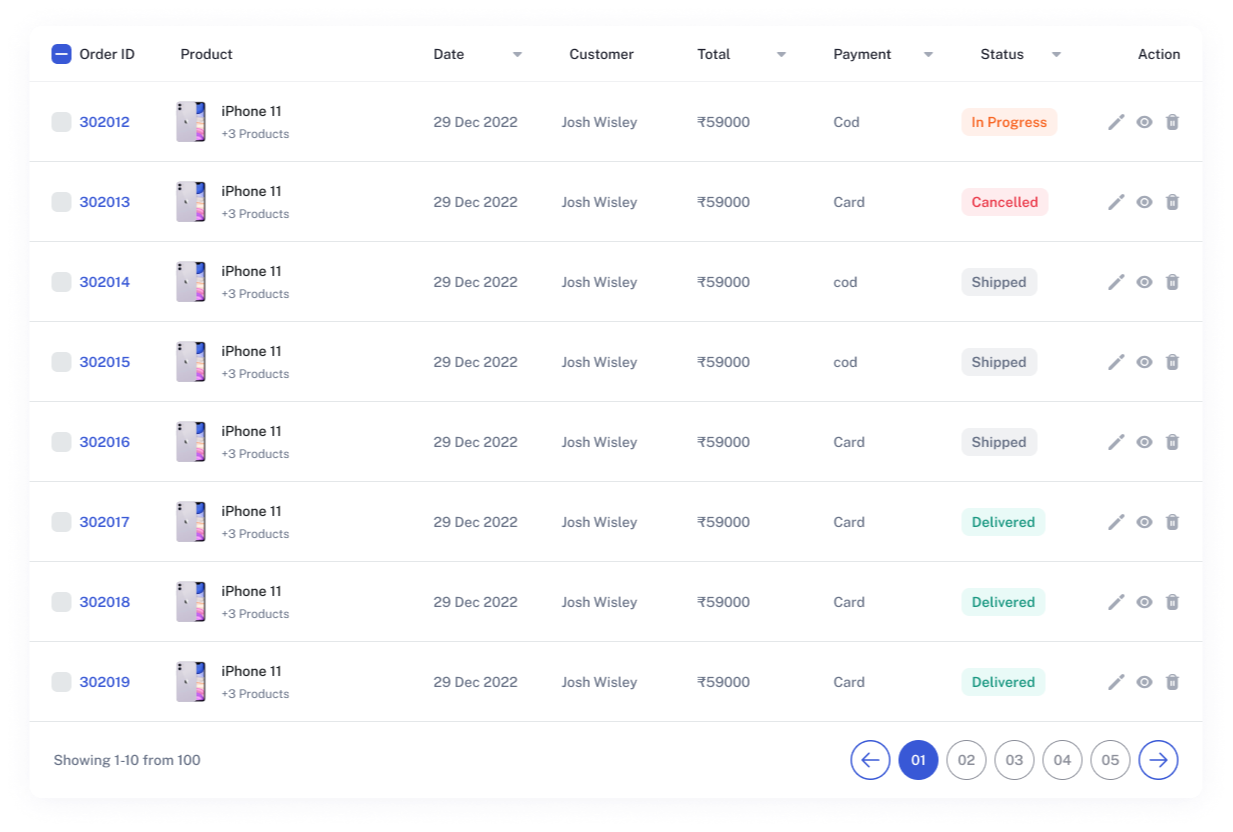 Order ID Product Date Customer Total Payment Status Action
302012 iPhone 11 29 Dec 2022 Josh Wisley ₹59000 Cod In Progress
+3 Products
302013 iPhone 11 29 Dec 2022 Josh Wisley ₹59000 Card Cancelled
+3 Products
302014 iPhone 11 29 Dec 2022 Josh Wisley ₹59000 cod Shipped
+3 Products
302015 iPhone 11 29 Dec 2022 Josh Wisley ₹59000 cod Shipped
+3 Products
302016 iPhone 11 29 Dec 2022 Josh Wisley ₹59000 Card Shipped
+3 Products
302017 iPhone 11 29 Dec 2022 Josh Wisley ₹59000 Card Delivered
+3 Products
302018 iPhone 11 29 Dec 2022 Josh Wisley ₹59000 Card Delivered
+3 Products
302019 iPhone 11 29 Dec 2022 Josh Wisley ₹59000 Card Delivered
+3 Products
Showing 1-10 from 100 01 02 03 04 05